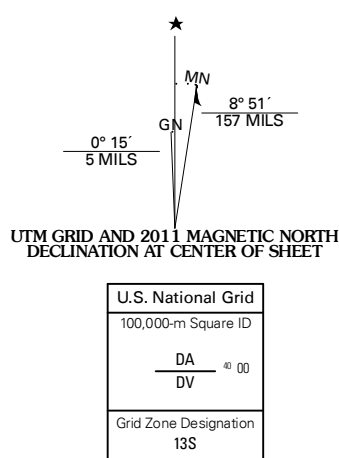 ★
MN
8° 51´
157 MILS
GN
0° 15´
5 MILS
UTM GRID AND 2011 MAGNETIC NORTH
DECLINATION AT CENTER OF SHEET
U.S. National Grid
100,000-m Square ID
DA
40 00
DV
Grid Zone Designation
13S